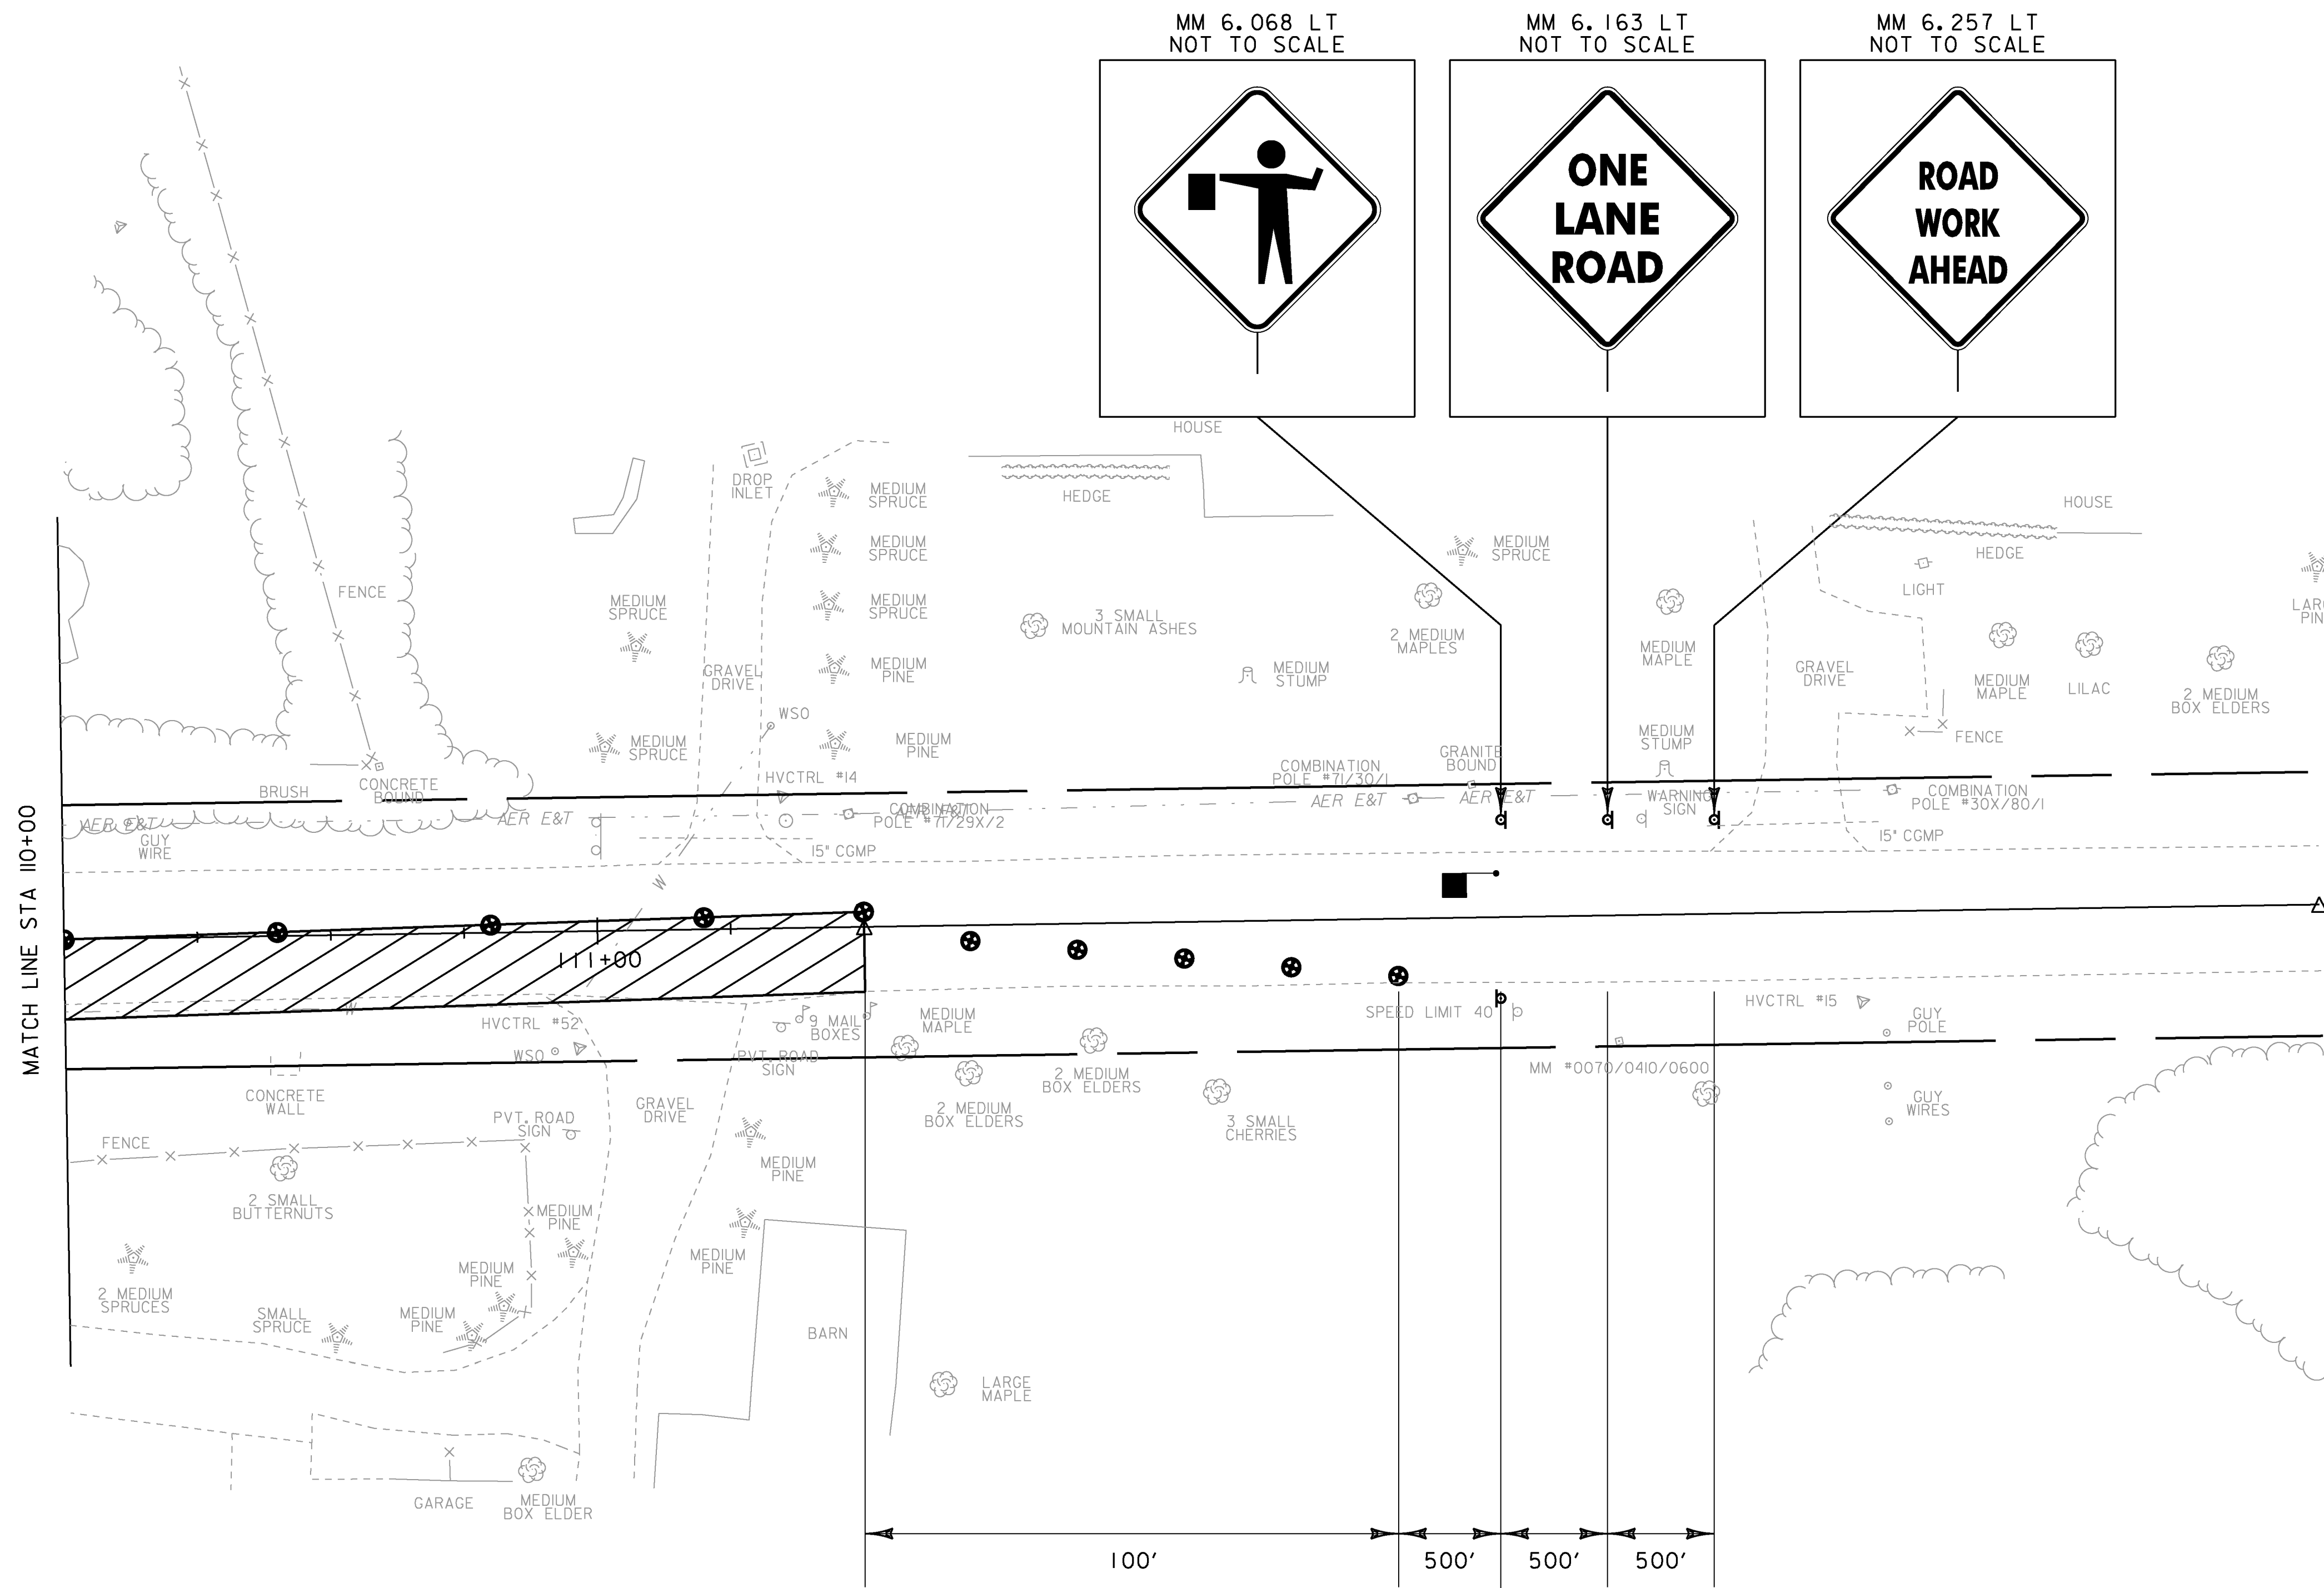 MM 6.068 LT
NOT TO SCALE
MM 6.163 LT
NOT TO SCALE
MM 6.257 LT
NOT TO SCALE
ONE
LANE
ROAD
ROAD
WORK
AHEAD
HOUSE
DROP
INLET
MEDIUM
SPRUCE
HEDGE
HOUSE
MEDIUM
SPRUCE
MEDIUM
SPRUCE
HEDGE
FENCE
LIGHT
MEDIUM
SPRUCE
MEDIUM
SPRUCE
3 SMALL
MOUNTAIN ASHES
2 MEDIUM
MAPLES
MEDIUM
MAPLE
GRAVEL
DRIVE
MEDIUM
PINE
MEDIUM
STUMP
GRAVEL
DRIVE
MEDIUM
MAPLE
LILAC
2 MEDIUM
BOX ELDERS
WSO
MEDIUM
SPRUCE
MEDIUM
PINE
MEDIUM
STUMP
FENCE
GRANITE
BOUND
COMBINATION
POLE #71/30/1
HVCTRL #14
BRUSH
CONCRETE
BOUND
AER E&T
AER E&T
AER E&T
COMBINATION
POLE #71/29X/2
AER E&T
AER E&T
WARNING
SIGN
COMBINATION
POLE #30X/80/1
GUY
WIRE
15" CGMP
15" CGMP
MATCH LINE STA 110+00
W
111+00
W
HVCTRL #52
9 MAIL
BOXES
MEDIUM
MAPLE
SPEED LIMIT 40
HVCTRL #15
GUY
POLE
WSO
PVT. ROAD
SIGN
2 MEDIUM
BOX ELDERS
MM #0070/0410/0600
CONCRETE
WALL
GRAVEL
DRIVE
2 MEDIUM
BOX ELDERS
3 SMALL
CHERRIES
GUY
WIRES
PVT. ROAD
SIGN
FENCE
MEDIUM
PINE
2 SMALL
BUTTERNUTS
MEDIUM
PINE
MEDIUM
PINE
MEDIUM
PINE
2 MEDIUM
SPRUCES
SMALL
SPRUCE
MEDIUM
PINE
BARN
LARGE
MAPLE
GARAGE
MEDIUM
BOX ELDER
100'
500'
500'
500'